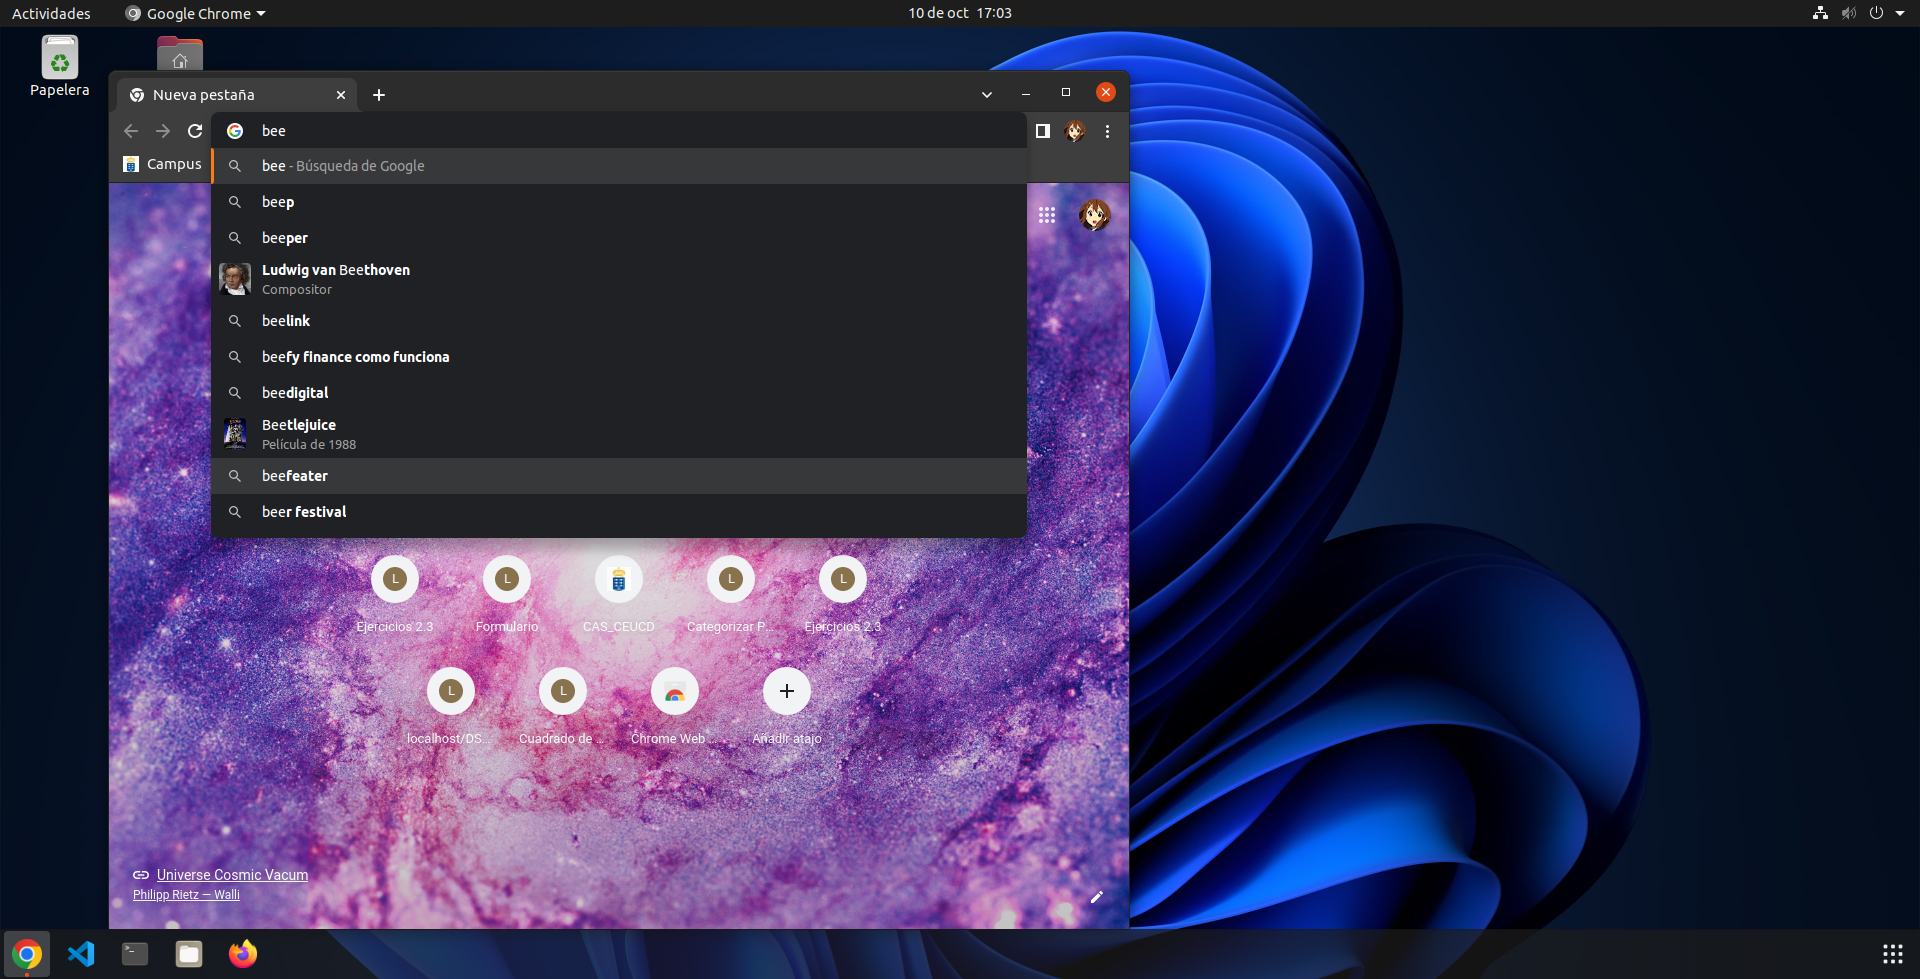 Actividades
Google Chrome
10 de oct 17:03
Papelera
Nueva pestaña
bee
Campus
bee - Búsqueda de Google
beep
beeper
Ludwig van Beethoven
Compositor
beelink
beefy finance como funciona
beedigital
Beetlejuice
Película de 1988
beefeater
beer festival
L
L
L
L
Ejercicios 2.3
Formulario
CAS_CEUCD
Categorizar P...
Ejercicios 2.3
L
L
localhost/DS...
Cuadrado de ...
Chrome Web ...
Añadir atajo
Universe Cosmic Vacum
Philipp Rietz — Walli